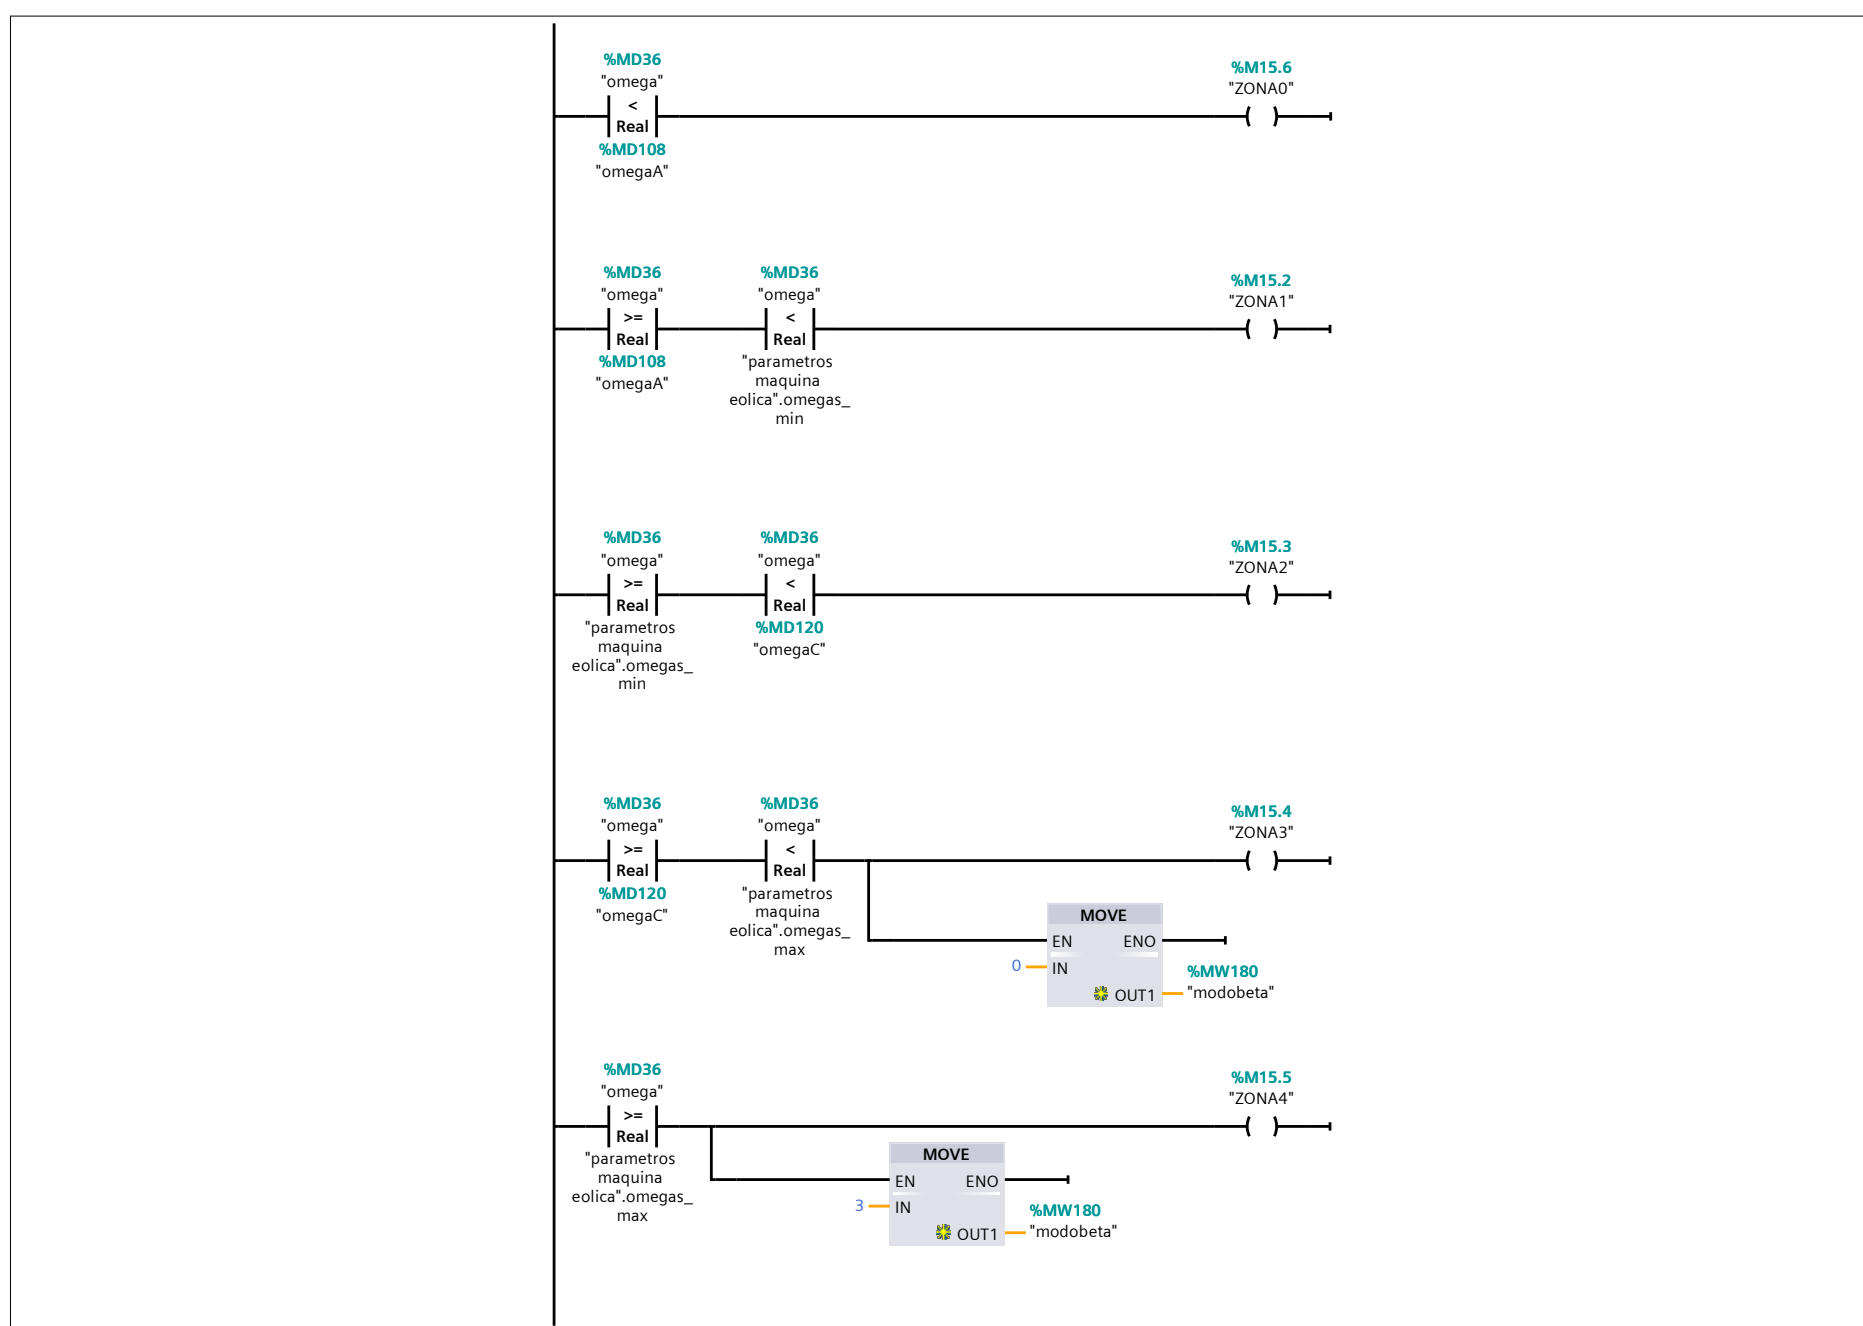 %MD36
"omega"
<
Real
%MD108
"omegaA"
%M15.6
"ZONA0"
%MD36
"omega"
>=
Real
%MD108
"omegaA"
%MD36
"omega"
<
Real
"parametros
maquina
eolica".omegas_
min
%M15.2
"ZONA1"
%MD36
"omega"
>=
Real
"parametros
maquina
eolica".omegas_
min
%MD36
"omega"
<
Real
%MD120
"omegaC"
%M15.3
"ZONA2"
%MD36
"omega"
>=
Real
%MD120
"omegaC"
%MD36
"omega"
<
Real
"parametros
maquina
eolica".omegas_
max
%M15.4
"ZONA3"
MOVE
EN ENO
0 IN
OUT1
%MW180
"modobeta"
%MD36
"omega"
>=
Real
"parametros
maquina
eolica".omegas_
max
%M15.5
"ZONA4"
MOVE
EN ENO
3 IN
OUT1
%MW180
"modobeta"